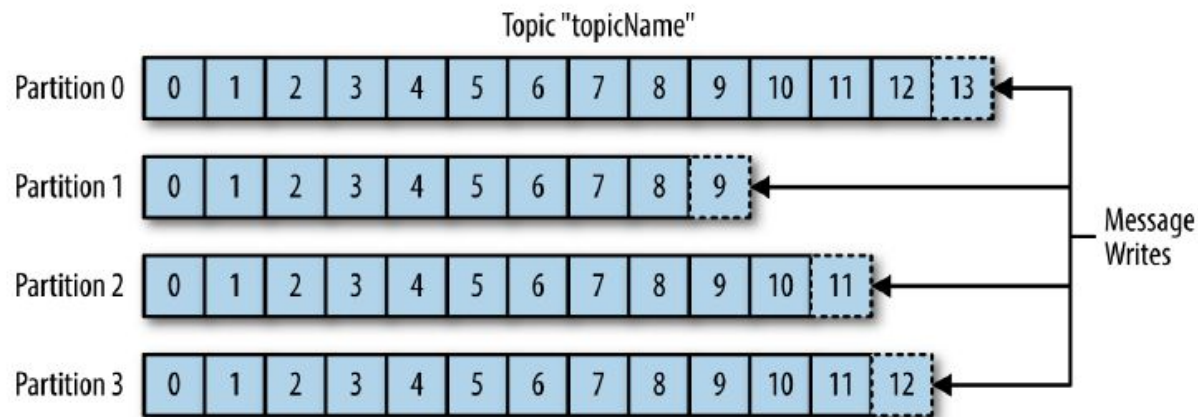 Topic "topicName"
Partition 0 0 1 2 3 4 5 6 7 8 9 10 11 12 13
Partition 1 0 1 2 3 4 5 6 7 8 9
Partition 2 0 1 2 3 4 5 6 7 8 9 10 11
Partition 3 0 1 2 3 4 5 6 7 8 9 10 11 12
Message
Writes